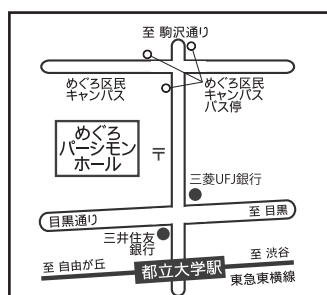 至 駒沢通り
めぐろ区民
キャンパス
めぐろ区民
キャンパス
バス停
めぐろ
パーシモン
ホール
〒
三菱UFJ銀行
目黒通り
至 目黒
三井住友
銀行
至 渋谷
至 自由が丘
都立大学駅
東急東横線